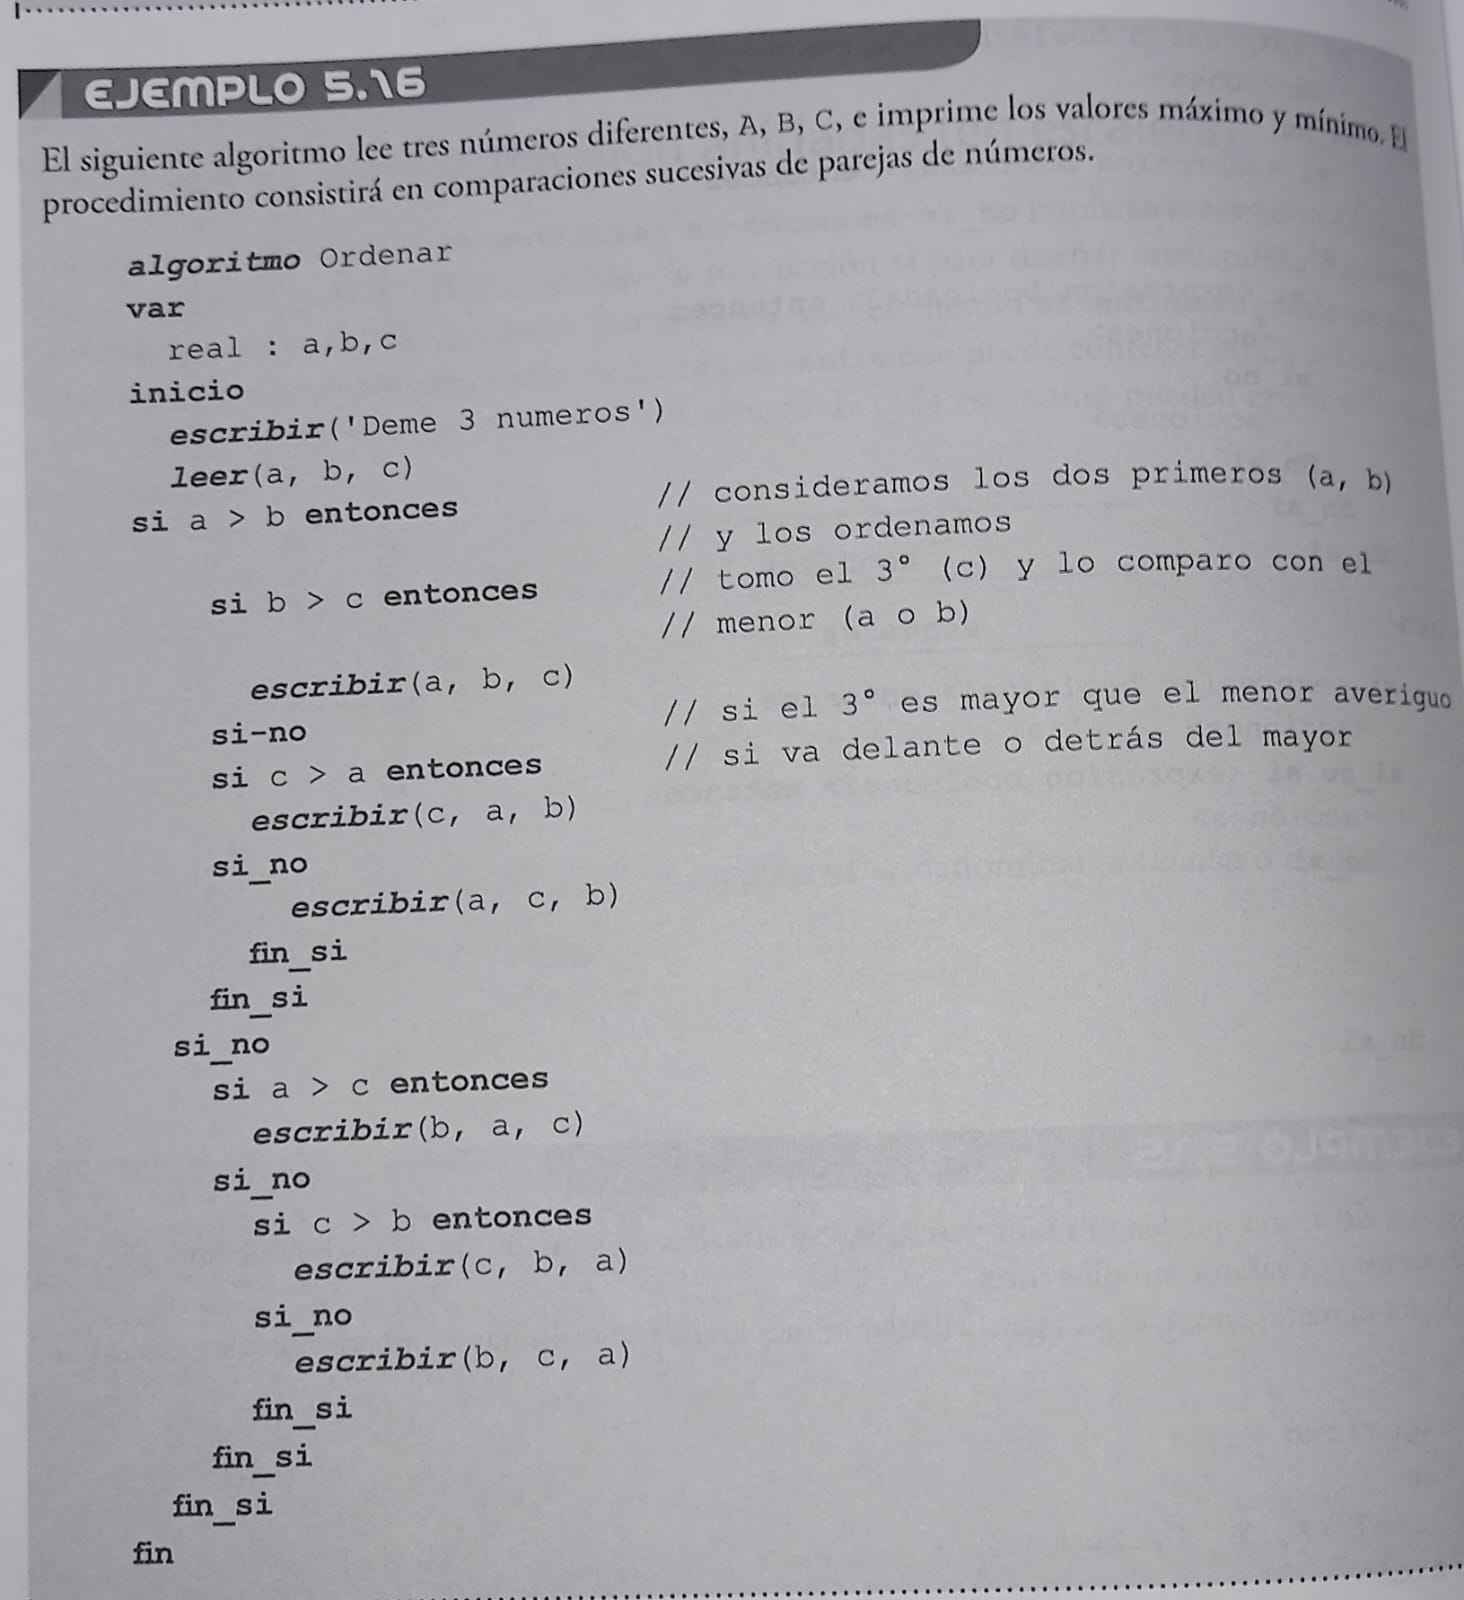 EJEMPLO 5.16
El siguiente algoritmo lee tres números diferentes, A, B, C, e imprime los valores máximo y mínimo. El
procedimiento consistirá en comparaciones sucesivas de parejas de números.
algoritmo Ordenar
var
real : a,b,c
inicio
escribir('Deme 3 numeros')
leer(a, b, c)
si a > b entonces // consideramos los dos primeros (a, b)
// y los ordenamos
si b > c entonces // tomo el 3° (c) y lo comparo con el
// menor (a o b)
escribir(a, b, c)
si-no // si el 3° es mayor que el menor averiguo
si c > a entonces // si va delante o detrás del mayor
escribir(c, a, b)
si_no
escribir(a, c, b)
fin_si
fin_si
si_no
si a > c entonces
escribir(b, a, c)
si_no
si c > b entonces
escribir(c, b, a)
si_no
escribir(b, c, a)
fin_si
fin_si
fin_si
fin